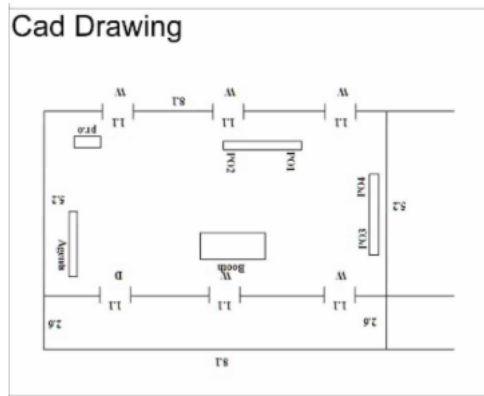 Cad Drawing
W W W
8.1
1.1 1.1 1.1
p.r.o
PO2 PO1
PO4
5.2 5.2
PO3
Agents
Booth
D W W
1.1 1.1 1.1
2.6 2.6
8.1